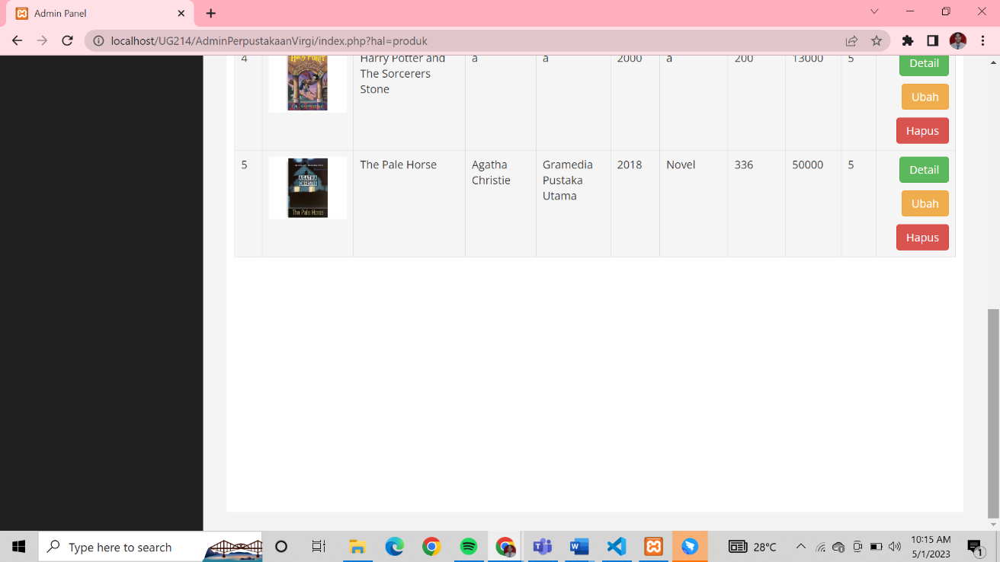 Admin Panel
localhost/UG214/AdminPerpustakaanVirgi/index.php?hal=produk
4
Harry Potter and
The Sorcerers
Stone
a
a
2000
a
200
13000
5
Detail
Ubah
Hapus
5
AGATHA
CHRISTIE
The Pale Horse
The Pale Horse
Agatha
Christie
Gramedia
Pustaka
Utama
2018
Novel
336
50000
5
Detail
Ubah
Hapus
Type here to search
28°C
10:15 AM
5/1/2023
1